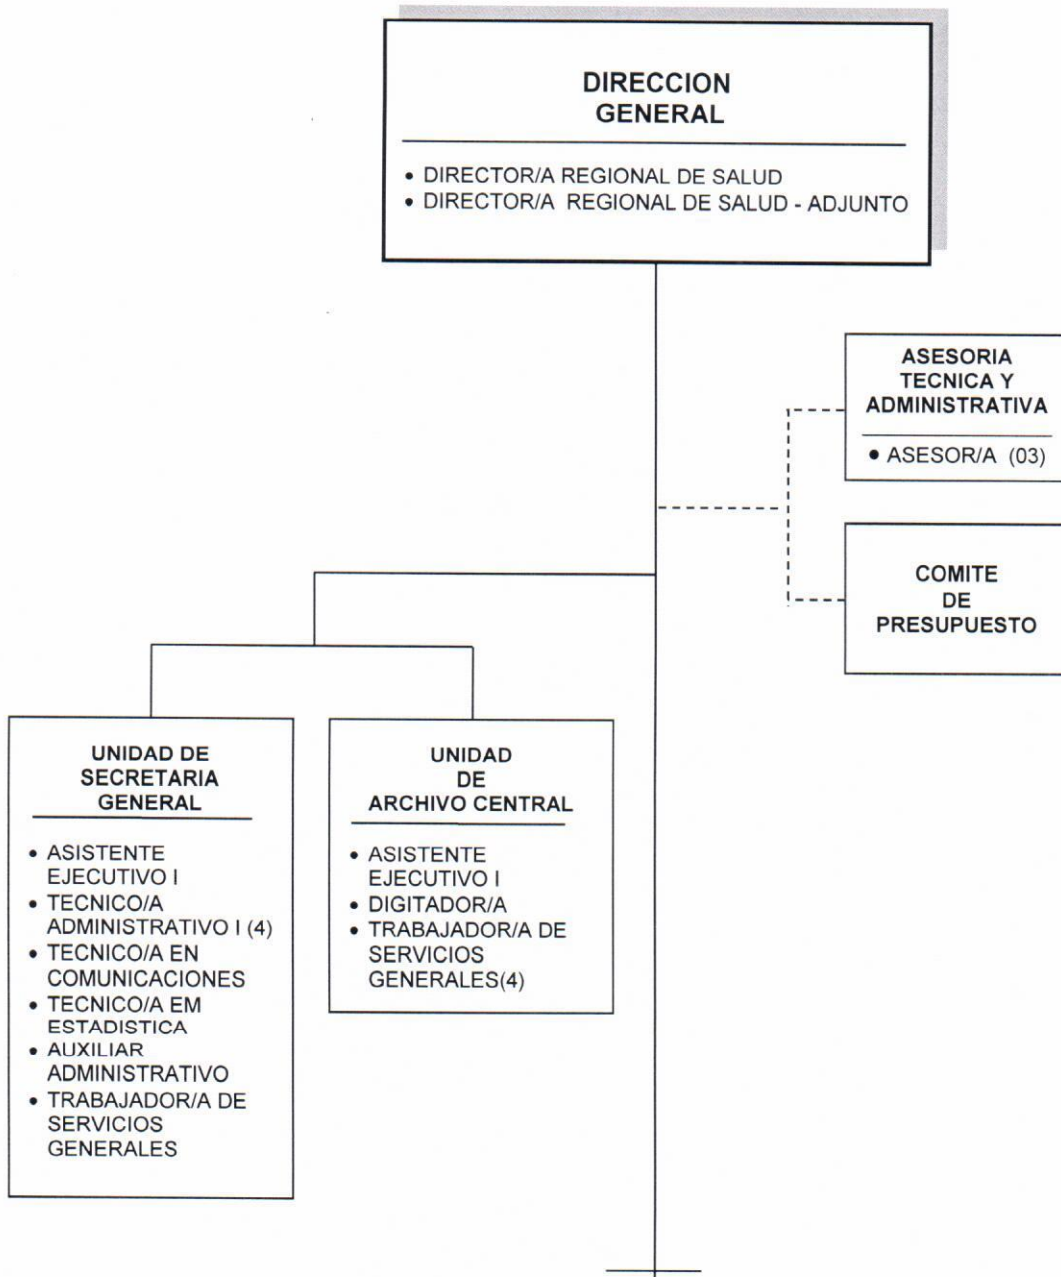 DIRECCION
GENERAL
• DIRECTOR/A REGIONAL DE SALUD
• DIRECTOR/A REGIONAL DE SALUD - ADJUNTO
ASESORIA
TECNICA Y
ADMINISTRATIVA
• ASESOR/A (03)
COMITE
DE
PRESUPUESTO
UNIDAD DE
SECRETARIA
GENERAL
• ASISTENTE
EJECUTIVO I
• TECNICO/A
ADMINISTRATIVO I (4)
• TECNICO/A EN
COMUNICACIONES
• TECNICO/A EM
ESTADISTICA
• AUXILIAR
ADMINISTRATIVO
• TRABAJADOR/A DE
SERVICIOS
GENERALES
UNIDAD
DE
ARCHIVO CENTRAL
• ASISTENTE
EJECUTIVO I
• DIGITADOR/A
• TRABAJADOR/A DE
SERVICIOS
GENERALES(4)